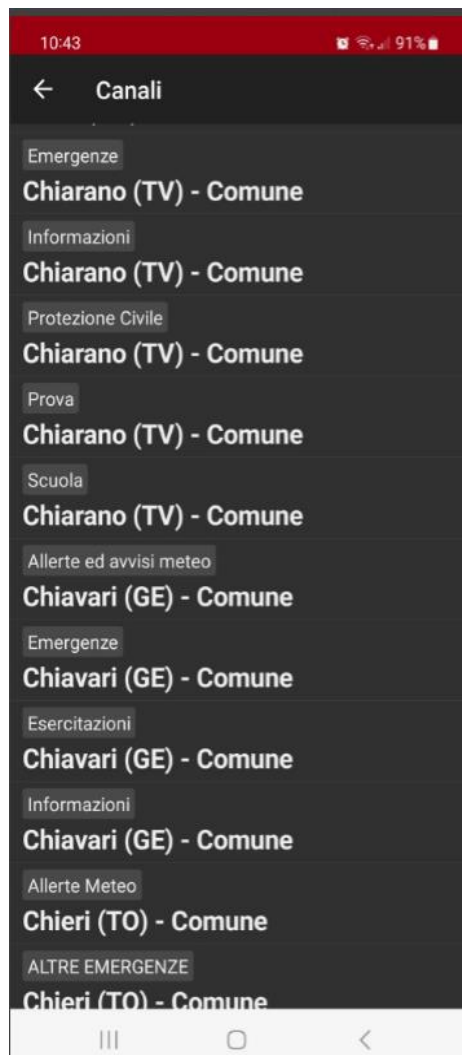 10:43 91%
Canali
Emergenze
Chiarano (TV) - Comune
Informazioni
Chiarano (TV) - Comune
Protezione Civile
Chiarano (TV) - Comune
Prova
Chiarano (TV) - Comune
Scuola
Chiarano (TV) - Comune
Allerte ed avvisi meteo
Chiavari (GE) - Comune
Emergenze
Chiavari (GE) - Comune
Esercitazioni
Chiavari (GE) - Comune
Informazioni
Chiavari (GE) - Comune
Allerte Meteo
Chieri (TO) - Comune
ALTRE EMERGENZE
Chieri (TO) - Comune